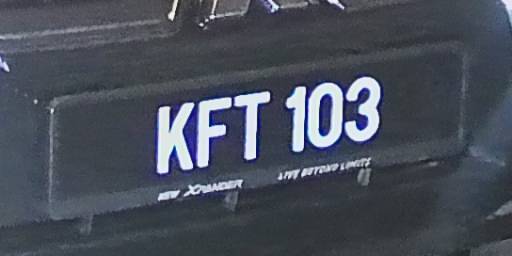 KFT 103
NEW XPANDER LIVE BEYOND LIMITS